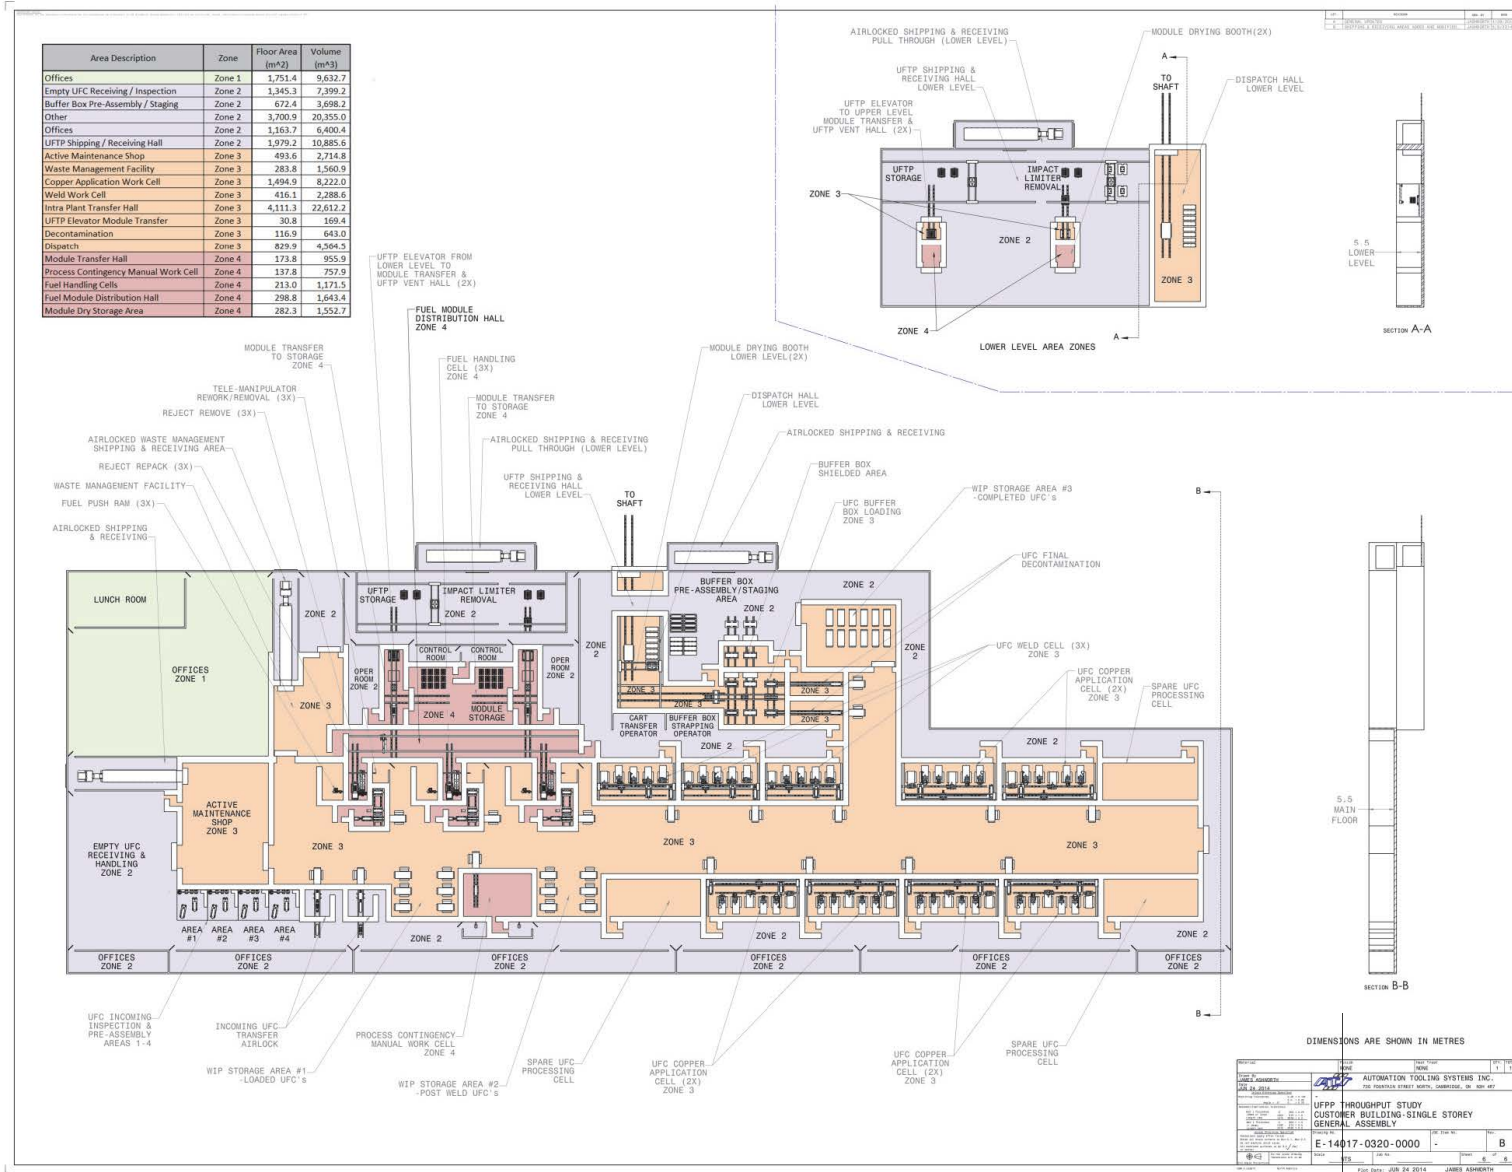 Area Description Zone Floor Area (m^2) Volume (m^3)
Offices Zone 1 1,751.4 9,632.7
Empty UFC Receiving / Inspection Zone 2 1,345.3 7,399.2
Buffer Box Pre-Assembly / Staging Zone 2 672.4 3,698.2
Other Zone 2 3,700.9 20,355.0
Offices Zone 2 1,163.7 6,400.4
UFTP Shipping / Receiving Hall Zone 2 1,979.2 10,885.6
Active Maintenance Shop Zone 3 493.6 2,714.8
Waste Management Facility Zone 3 283.8 1,560.9
Copper Application Work Cell Zone 3 1,494.9 8,222.0
Weld Work Cell Zone 3 416.1 2,288.6
Intra Plant Transfer Hall Zone 3 4,111.3 22,612.2
UFTP Elevator Module Transfer Zone 3 30.8 169.4
Decontamination Zone 3 116.9 643.0
Dispatch Zone 3 829.9 4,564.5
Module Transfer Hall Zone 4 173.8 955.9
Process Contingency Manual Work Cell Zone 4 137.8 757.9
Fuel Handling Cells Zone 4 213.0 1,171.5
Fuel Module Distribution Hall Zone 4 298.8 1,643.4
Module Dry Storage Area Zone 4 282.3 1,552.7
AIRLOCKED SHIPPING & RECEIVING
PULL THROUGH (LOWER LEVEL)
MODULE DRYING BOOTH(2X)
UFTP SHIPPING &
RECEIVING HALL
LOWER LEVEL
UFTP ELEVATOR
TO UPPER LEVEL
MODULE TRANSFER &
UFTP VENT HALL (2X)
A
TO
SHAFT
DISPATCH HALL
LOWER LEVEL
UFTP
STORAGE
IMPACT
LIMITER
REMOVAL
ZONE 3
ZONE 2
ZONE 3
ZONE 4
A
LOWER LEVEL AREA ZONES
5.5
LOWER
LEVEL
SECTION A-A
UFTP ELEVATOR FROM
LOWER LEVEL TO
MODULE TRANSFER &
UFTP VENT HALL (2X)
FUEL MODULE
DISTRIBUTION HALL
ZONE 4
MODULE TRANSFER
TO STORAGE
ZONE 4
FUEL HANDLING
CELL (3X)
ZONE 4
MODULE DRYING BOOTH
LOWER LEVEL(2X)
TELE-MANIPULATOR
REWORK/REMOVAL (3X)
MODULE TRANSFER
TO STORAGE
ZONE 4
DISPATCH HALL
LOWER LEVEL
REJECT REMOVE (3X)
AIRLOCKED WASTE MANAGEMENT
SHIPPING & RECEIVING AREA
AIRLOCKED SHIPPING & RECEIVING
PULL THROUGH (LOWER LEVEL)
AIRLOCKED SHIPPING & RECEIVING
REJECT REPACK (3X)
UFTP SHIPPING &
RECEIVING HALL
LOWER LEVEL
BUFFER BOX
SHIELDED AREA
WASTE MANAGEMENT FACILITY
FUEL PUSH RAM (3X)
TO
SHAFT
UFC BUFFER
BOX LOADING
ZONE 3
WIP STORAGE AREA #3
-COMPLETED UFC's
B
AIRLOCKED SHIPPING
& RECEIVING
UFC FINAL
DECONTAMINATION
LUNCH ROOM
ZONE 2
UFTP
STORAGE
IMPACT LIMITER
REMOVAL
ZONE 2
BUFFER BOX
PRE-ASSEMBLY/STAGING
AREA
ZONE 2
ZONE 2
OFFICES
ZONE 1
ZONE 3
OPER
ROOM
ZONE 2
CONTROL
ROOM
CONTROL
ROOM
OPER
ROOM
ZONE 2
ZONE
2
ZONE
2
UFC WELD CELL (3X)
ZONE 3
ZONE 4
MODULE
STORAGE
ZONE 3
ZONE 3
ZONE 3
ZONE 3
UFC COPPER
APPLICATION
CELL (2X)
ZONE 3
SPARE UFC
PROCESSING
CELL
CART
TRANSFER
OPERATOR
BUFFER BOX
STRAPPING
OPERATOR
ZONE 2
ZONE 2
ACTIVE
MAINTENANCE
SHOP
ZONE 3
EMPTY UFC
RECEIVING &
HANDLING
ZONE 2
ZONE 3
ZONE 3
ZONE 3
5.5
MAIN
FLOOR
AREA
#1
AREA
#2
AREA
#3
AREA
#4
ZONE 2
ZONE 2
ZONE 2
OFFICES
ZONE 2
OFFICES
ZONE 2
OFFICES
ZONE 2
OFFICES
ZONE 2
OFFICES
ZONE 2
OFFICES
ZONE 2
SECTION B-B
B
UFC INCOMING
INSPECTION &
PRE-ASSEMBLY
AREAS 1-4
INCOMING UFC
TRANSFER
AIRLOCK
WIP STORAGE AREA #1
-LOADED UFC's
PROCESS CONTINGENCY
MANUAL WORK CELL
ZONE 4
WIP STORAGE AREA #2
-POST WELD UFC's
SPARE UFC
PROCESSING
CELL
UFC COPPER
APPLICATION
CELL (2X)
ZONE 3
UFC COPPER
APPLICATION
CELL (2X)
ZONE 3
SPARE UFC
PROCESSING
CELL
DIMENSIONS ARE SHOWN IN METRES
NONE
NONE
JAMES ASHWORTH
JUN 24 2014
AUTOMATION TOOLING SYSTEMS INC.
UFPP THROUGHPUT STUDY
CUSTOMER BUILDING-SINGLE STOREY
GENERAL ASSEMBLY
E-14017-0320-0000 - B
NTS
Plot Date: JUN 24 2014 JAMES ASHWORTH